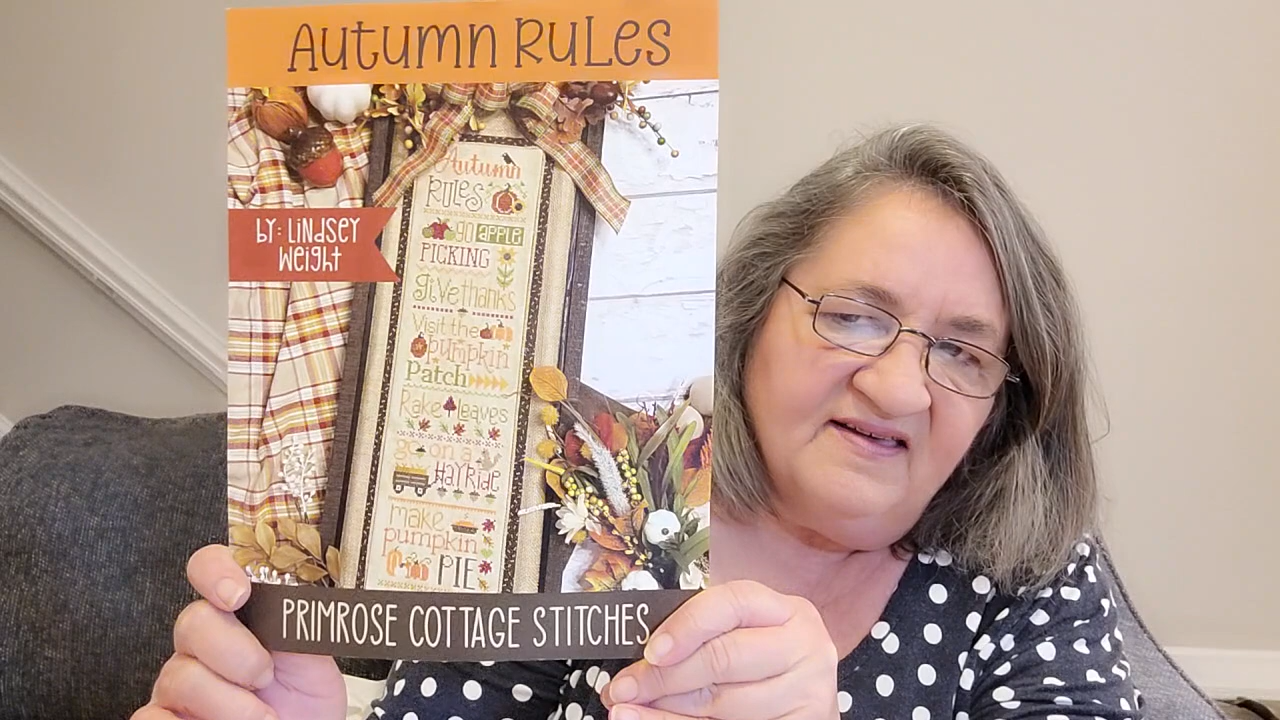 Autumn Rules
by: Lindsey
Weight
Autumn
RULES
go apple
PICKING
give thanks
Visit the
pumpkin
Patch
Rake leaves
go on a
HAYRIDE
make
pumpkin
PIE
PRIMROSE COTTAGE STITCHES